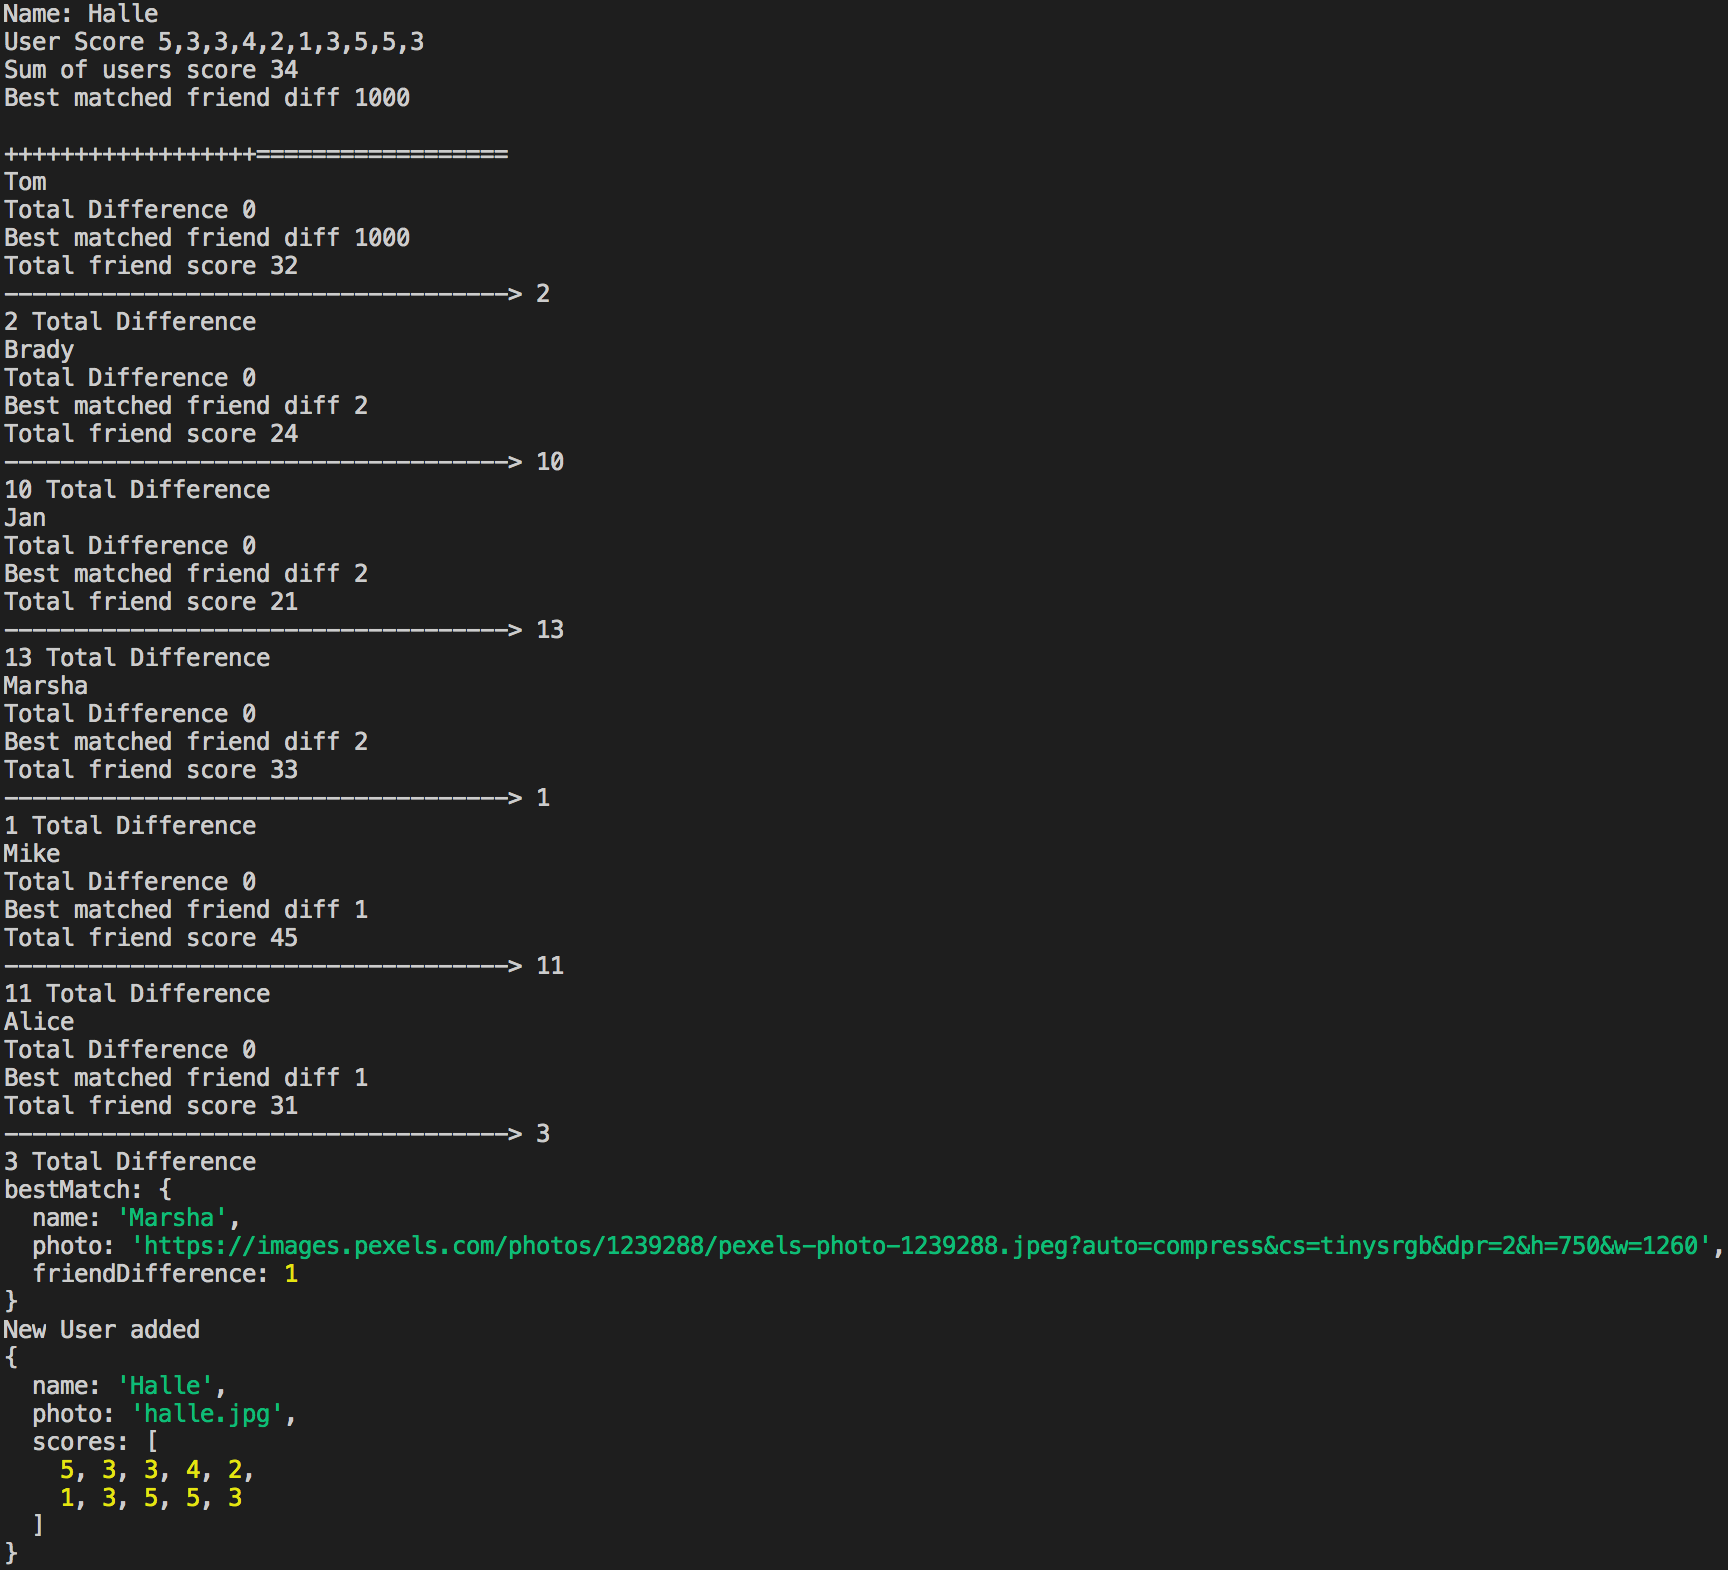 Name: Halle
User Score 5,3,3,4,2,1,3,5,5,3
Sum of users score 34
Best matched friend diff 1000

++++++++++++++++++==================
Tom
Total Difference 0
Best matched friend diff 1000
Total friend score 32
------------------------------------> 2
2 Total Difference
Brady
Total Difference 0
Best matched friend diff 2
Total friend score 24
------------------------------------> 10
10 Total Difference
Jan
Total Difference 0
Best matched friend diff 2
Total friend score 21
------------------------------------> 13
13 Total Difference
Marsha
Total Difference 0
Best matched friend diff 2
Total friend score 33
------------------------------------> 1
1 Total Difference
Mike
Total Difference 0
Best matched friend diff 1
Total friend score 45
------------------------------------> 11
11 Total Difference
Alice
Total Difference 0
Best matched friend diff 1
Total friend score 31
------------------------------------> 3
3 Total Difference
bestMatch: {
  name: 'Marsha',
  photo: 'https://images.pexels.com/photos/1239288/pexels-photo-1239288.jpeg?auto=compress&cs=tinysrgb&dpr=2&h=750&w=1260',
  friendDifference: 1
}
New User added
{
  name: 'Halle',
  photo: 'halle.jpg',
  scores: [
    5, 3, 3, 4, 2,
    1, 3, 5, 5, 3
  ]
}